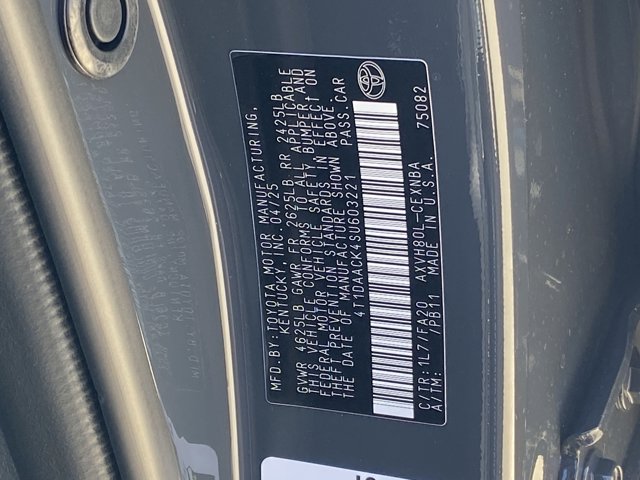 MFD. BY: TOYOTA MOTOR MANUFACTURING,
KENTUCKY, INC. 04/25
GVWR 4625LB GAWR FR 2625LB RR 2425LB
THIS VEHICLE CONFORMS TO ALL APPLICABLE
FEDERAL MOTOR VEHICLE SAFETY, BUMPER AND
THEFT PREVENTION STANDARDS IN EFFECT ON
THE DATE OF MANUFACTURE SHOWN ABOVE.
4T1DAACK4SU603221 PASS.CAR
C/TR:1L7/FA20 AXVH80L-CEXNBA
A/TM: /PB11 MADE IN U.S.A. 75082